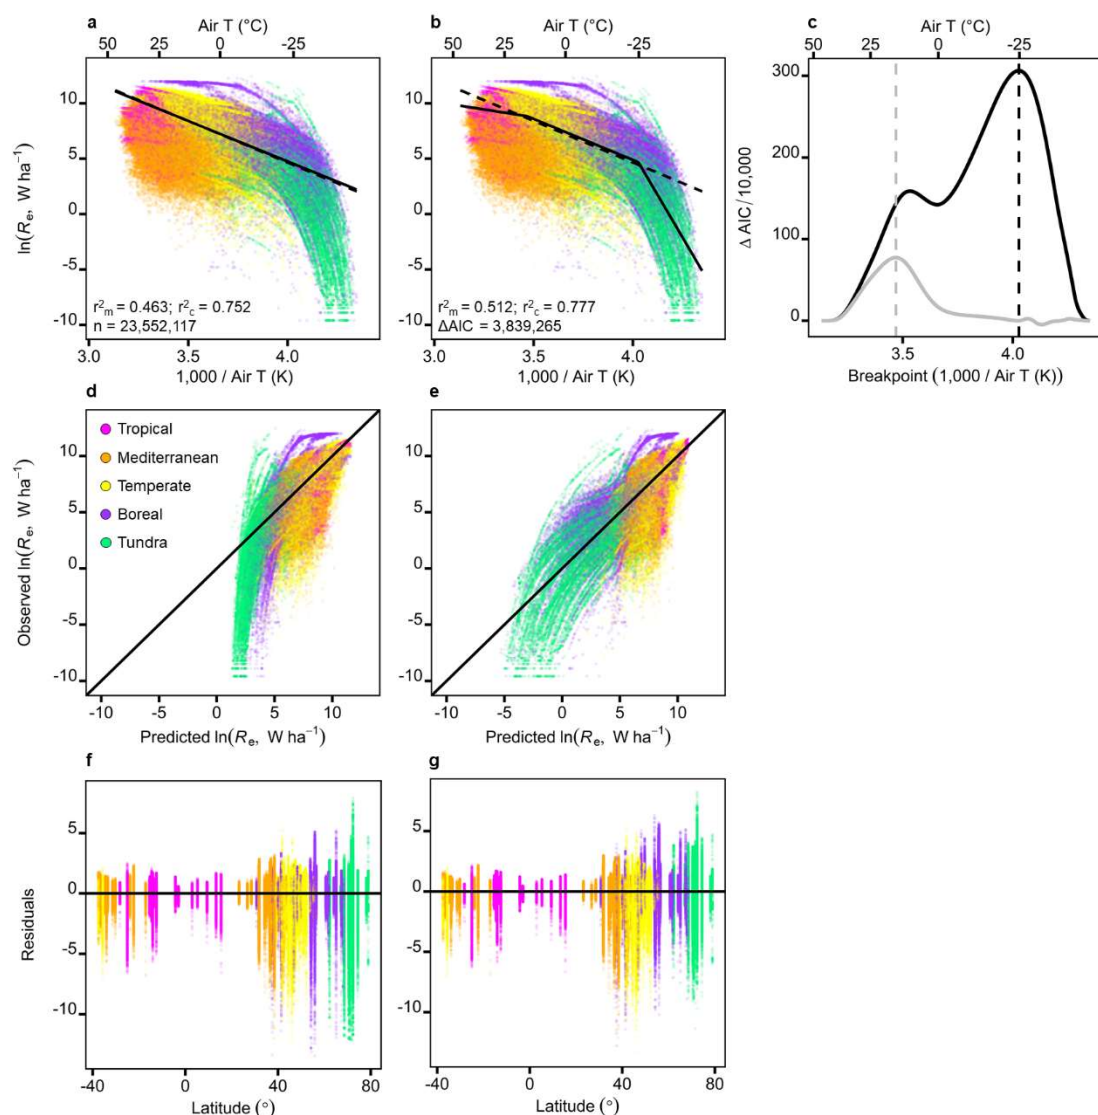 a
Air T (°C)
50 25 0 -25
10
5
0
-5
-10
ln(Re, W ha⁻¹)
r²m = 0.463; r²c = 0.752
n = 23,552,117
3.0 3.5 4.0
1,000 / Air T (K)
b
Air T (°C)
50 25 0 -25
10
5
0
-5
-10
r²m = 0.512; r²c = 0.777
ΔAIC = 3,839,265
3.0 3.5 4.0
1,000 / Air T (K)
c
Air T (°C)
50 25 0 -25
300
200
100
0
Δ AIC/10,000
3.5 4.0
Breakpoint (1,000 / Air T (K))
d
Tropical
Mediterranean
Temperate
Boreal
Tundra
10
5
0
-5
-10
Observed ln(Re, W ha⁻¹)
-10 -5 0 5 10
Predicted ln(Re, W ha⁻¹)
e
10
5
0
-5
-10
-10 -5 0 5 10
Predicted ln(Re, W ha⁻¹)
f
5
0
-5
-10
Residuals
-40 0 40 80
Latitude (°)
g
5
0
-5
-10
-40 0 40 80
Latitude (°)